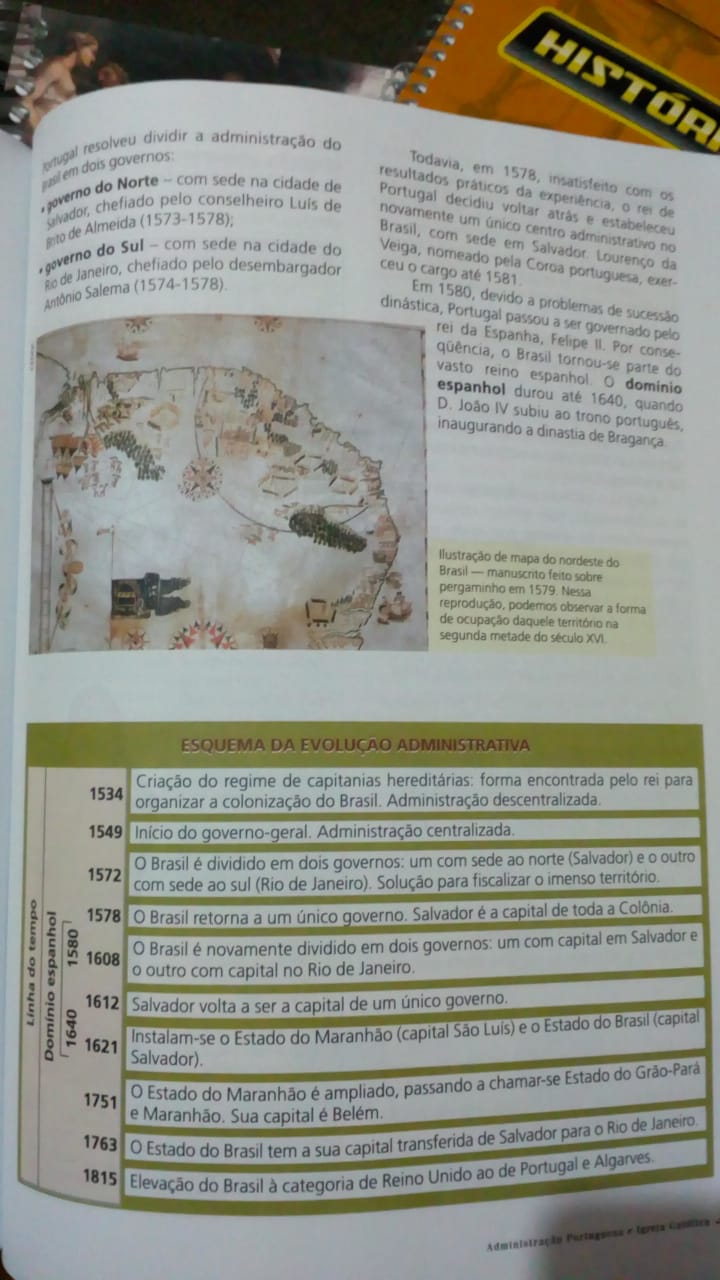 HISTÓRI
Portugal resolveu dividir a administração do
Brasil em dois governos:
• governo do Norte – com sede na cidade de
Salvador, chefiado pelo conselheiro Luís de
Brito de Almeida (1573-1578);
• governo do Sul – com sede na cidade do
Rio de Janeiro, chefiado pelo desembargador
Antônio Salema (1574-1578).
Todavia, em 1578, insatisfeito com os
resultados práticos da experiência, o rei de
Portugal decidiu voltar atrás e estabeleceu
novamente um único centro administrativo no
Brasil, com sede em Salvador. Lourenço da
Veiga, nomeado pela Coroa portuguesa, exer-
ceu o cargo até 1581.
Em 1580, devido a problemas de sucessão
dinástica, Portugal passou a ser governado pelo
rei da Espanha, Felipe II. Por conse-
qüência, o Brasil tornou-se parte do
vasto reino espanhol. O domínio
espanhol durou até 1640, quando
D. João IV subiu ao trono português,
inaugurando a dinastia de Bragança.
Ilustração de mapa do nordeste do
Brasil — manuscrito feito sobre
pergaminho em 1579. Nessa
reprodução, podemos observar a forma
de ocupação daquele território na
segunda metade do século XVI.
ESQUEMA DA EVOLUÇÃO ADMINISTRATIVA
Linha do tempo
Domínio espanhol
1580
1640
1534 Criação do regime de capitanias hereditárias: forma encontrada pelo rei para
organizar a colonização do Brasil. Administração descentralizada.
1549 Início do governo-geral. Administração centralizada.
1572 O Brasil é dividido em dois governos: um com sede ao norte (Salvador) e o outro
com sede ao sul (Rio de Janeiro). Solução para fiscalizar o imenso território.
1578 O Brasil retorna a um único governo. Salvador é a capital de toda a Colônia.
1608 O Brasil é novamente dividido em dois governos: um com capital em Salvador e
o outro com capital no Rio de Janeiro.
1612 Salvador volta a ser a capital de um único governo.
1621 Instalam-se o Estado do Maranhão (capital São Luís) e o Estado do Brasil (capital
Salvador).
1751 O Estado do Maranhão é ampliado, passando a chamar-se Estado do Grão-Pará
e Maranhão. Sua capital é Belém.
1763 O Estado do Brasil tem a sua capital transferida de Salvador para o Rio de Janeiro.
1815 Elevação do Brasil à categoria de Reino Unido ao de Portugal e Algarves.
Administração Portuguesa e Igreja Católica